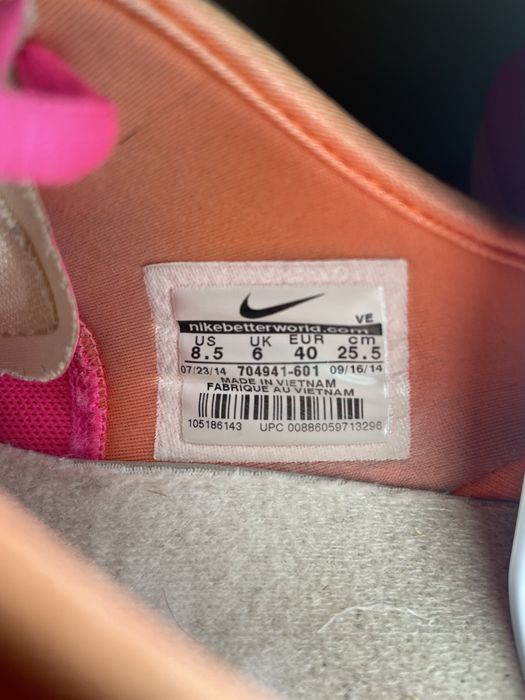 VE
nikebetterworld.com
US UK EUR cm
8.5 6 40 25.5
07/23/14 704941-601 09/16/14
MADE IN VIETNAM
FABRIQUE AU VIETNAM
105186143 UPC 00886059713296